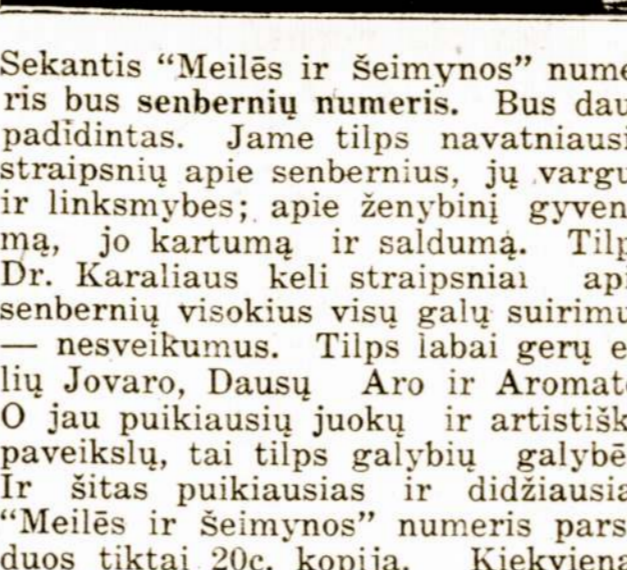 Sekantis “Meilēs ir Šeimynos” nume
ris bus senbernių numeris. Bus dau
padidintas. Jame tilps navatniausi
straipsnių apie senbernius, jų vargu
ir linksmybes; apie ženybinį gyven
mą, jo kartumą ir saldumą. Tilp
Dr. Karaliaus keli straipsniai api
senbernių visokius visų galų suirimu
— nesveikumus. Tilps labai gerų e
lių Jovaro, Dausų Aro ir Aromat
O jau puikiausių juokų ir artistišk
paveikslų, tai tilps galybių galybē
Ir šitas puikiausias ir didžiausia
“Meilēs ir Šeimynos” numeris pars
duos tiktai 20c. kopija. Kiekviena